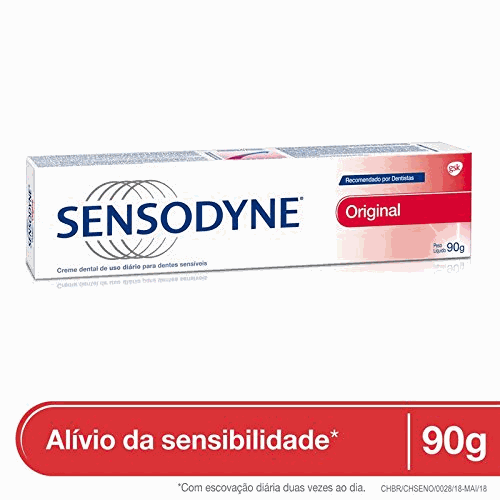 gsk
Recomendado por Dentistas
SENSODYNE®
Original
Creme dental de uso diário para dentes sensíveis
Peso
Líquido 90g
Alívio da sensibilidade* 90g
*Com escovação diária duas vezes ao dia. CHBR/CHSENO/0028/18-MAI/18